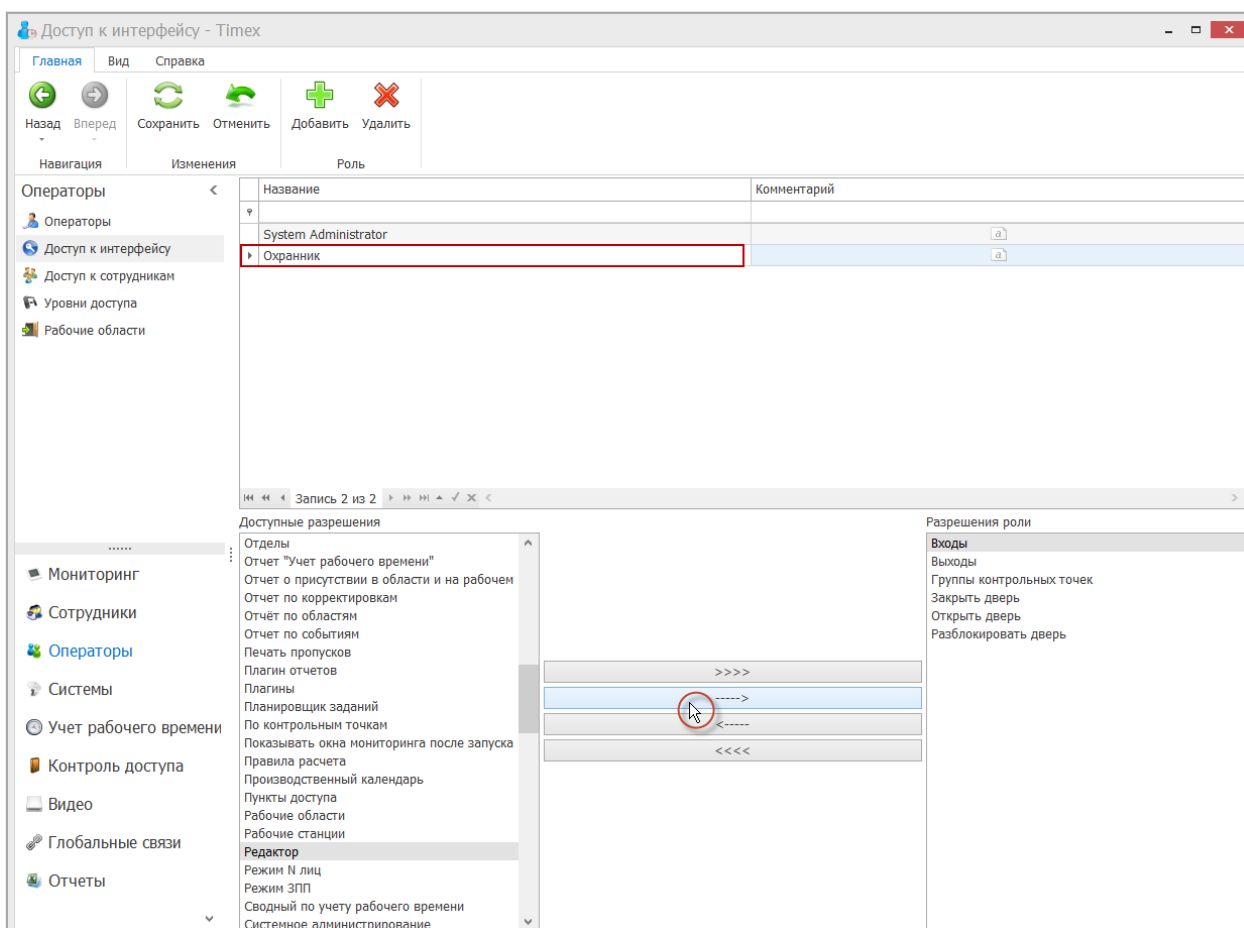 Доступ к интерфейсу - Timex
Главная Вид Справка
Назад Вперед Сохранить Отменить Добавить Удалить
Навигация Изменения Роль
Операторы
Операторы
Доступ к интерфейсу
Доступ к сотрудникам
Уровни доступа
Рабочие области
Название Комментарий
System Administrator
Охранник
Запись 2 из 2
Мониторинг
Сотрудники
Операторы
Системы
Учет рабочего времени
Контроль доступа
Видео
Глобальные связи
Отчеты
Доступные разрешения
Отделы
Отчет "Учет рабочего времени"
Отчет о присутствии в области и на рабочем
Отчет по корректировкам
Отчёт по областям
Отчет по событиям
Печать пропусков
Плагин отчетов
Плагины
Планировщик заданий
По контрольным точкам
Показывать окна мониторинга после запуска
Правила расчета
Производственный календарь
Пункты доступа
Рабочие области
Рабочие станции
Редактор
Режим N лиц
Режим ЗПП
Сводный по учету рабочего времени
Системное администрирование
>>>>
----->
<-----
<<<<
Разрешения роли
Входы
Выходы
Группы контрольных точек
Закрыть дверь
Открыть дверь
Разблокировать дверь